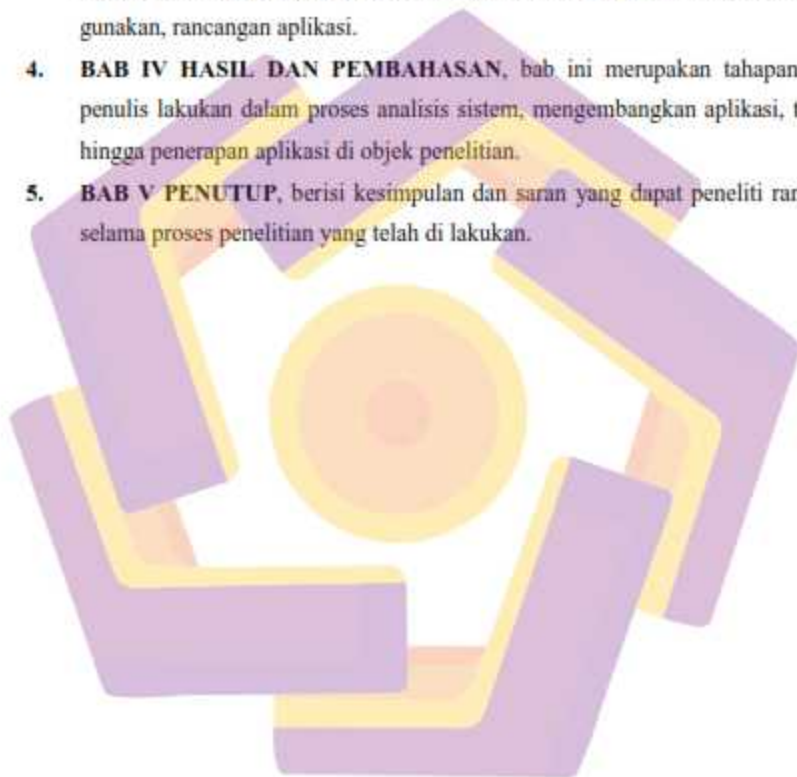 gunakan, rancangan aplikasi.
4. BAB IV HASIL DAN PEMBAHASAN, bab ini merupakan tahapan
penulis lakukan dalam proses analisis sistem, mengembangkan aplikasi,
hingga penerapan aplikasi di objek penelitian.
5. BAB V PENUTUP, berisi kesimpulan dan saran yang dapat peneliti
selama proses penelitian yang telah di lakukan.